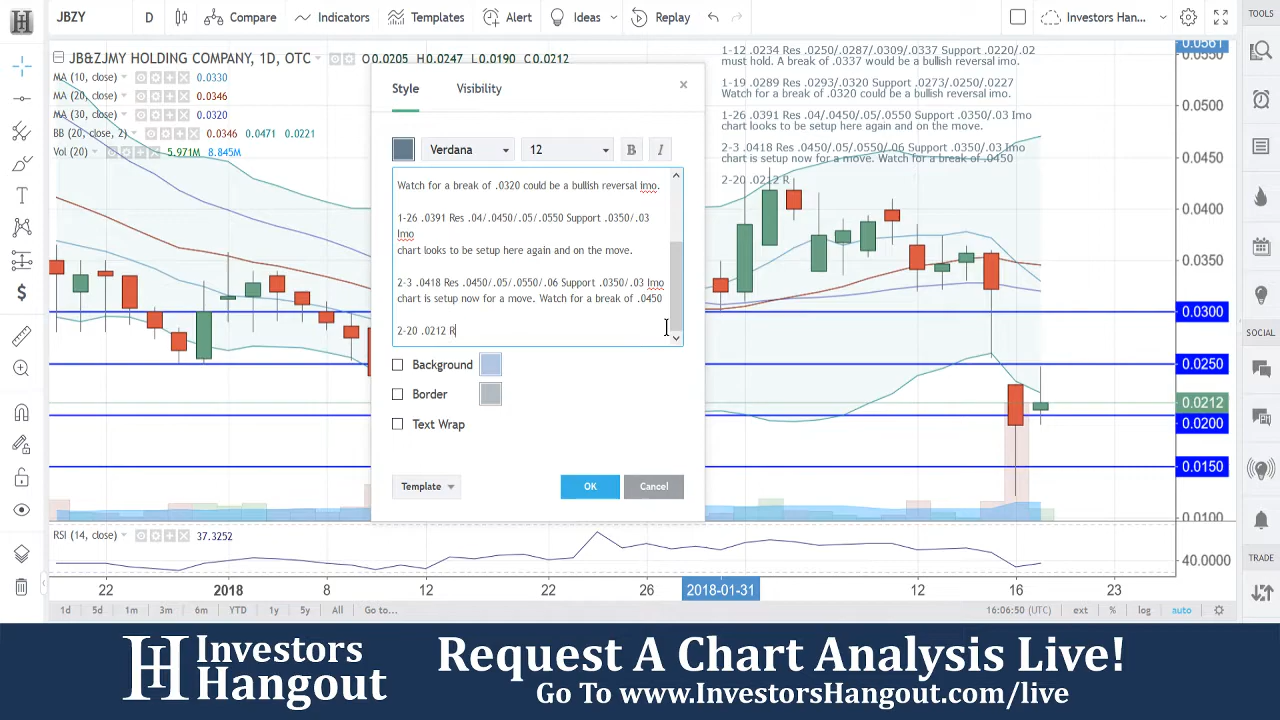 JBZY
D
Compare
Indicators
Templates
Alert
Ideas
Replay
Investors Han...
TOOLS
JB&ZJMY HOLDING COMPANY, 1D, OTC
O0.0205 H0.0247 L0.0190 C0.0212
MA (10, close) 0.0330
MA (20, close) 0.0346
MA (30, close) 0.0320
BB (20, close, 2) 0.0346 0.0471 0.0221
Vol (20) 5.971M 8.845M
1-12 .0234 Res .0250/.0287/.0309/.0337 Support .0220/.02
must hold. A break of .0337 would be a bullish reversal imo.
1-19 .0289 Res .0293/.0320 Support .0273/.0250/.0227
Watch for a break of .0320 could be a bullish reversal imo.
1-26 .0391 Res .04/.0450/.05/.0550 Support .0350/.03 Imo
chart looks to be setup here again and on the move.
2-3 .0418 Res .0450/.05/.0550/.06 Support .0350/.03 Imo
chart is setup now for a move. Watch for a break of .0450
2-20 .0212 R
Style
Visibility
×
Verdana
12
B
I
Watch for a break of .0320 could be a bullish reversal imo.
1-26 .0391 Res .04/.0450/.05/.0550 Support .0350/.03
Imo
chart looks to be setup here again and on the move.
2-3 .0418 Res .0450/.05/.0550/.06 Support .0350/.03 Imo
chart is setup now for a move. Watch for a break of .0450
2-20 .0212 R
Background
Border
Text Wrap
Template
OK
Cancel
0.0561
0.0550
0.0500
0.0450
0.0400
0.0350
0.0300
0.0250
0.0212
0.0200
0.0150
0.0100
SOCIAL
TRADE
RSI (14, close) 37.3252
40.0000
22
2018
8
12
22
26
2018-01-31
12
16
23
1d 5d 1m 3m 6m YTD 1y 5y All Go to...
16:06:50 (UTC) ext % log auto
Investors
Hangout
Request A Chart Analysis Live!
Go To www.InvestorsHangout.com/live